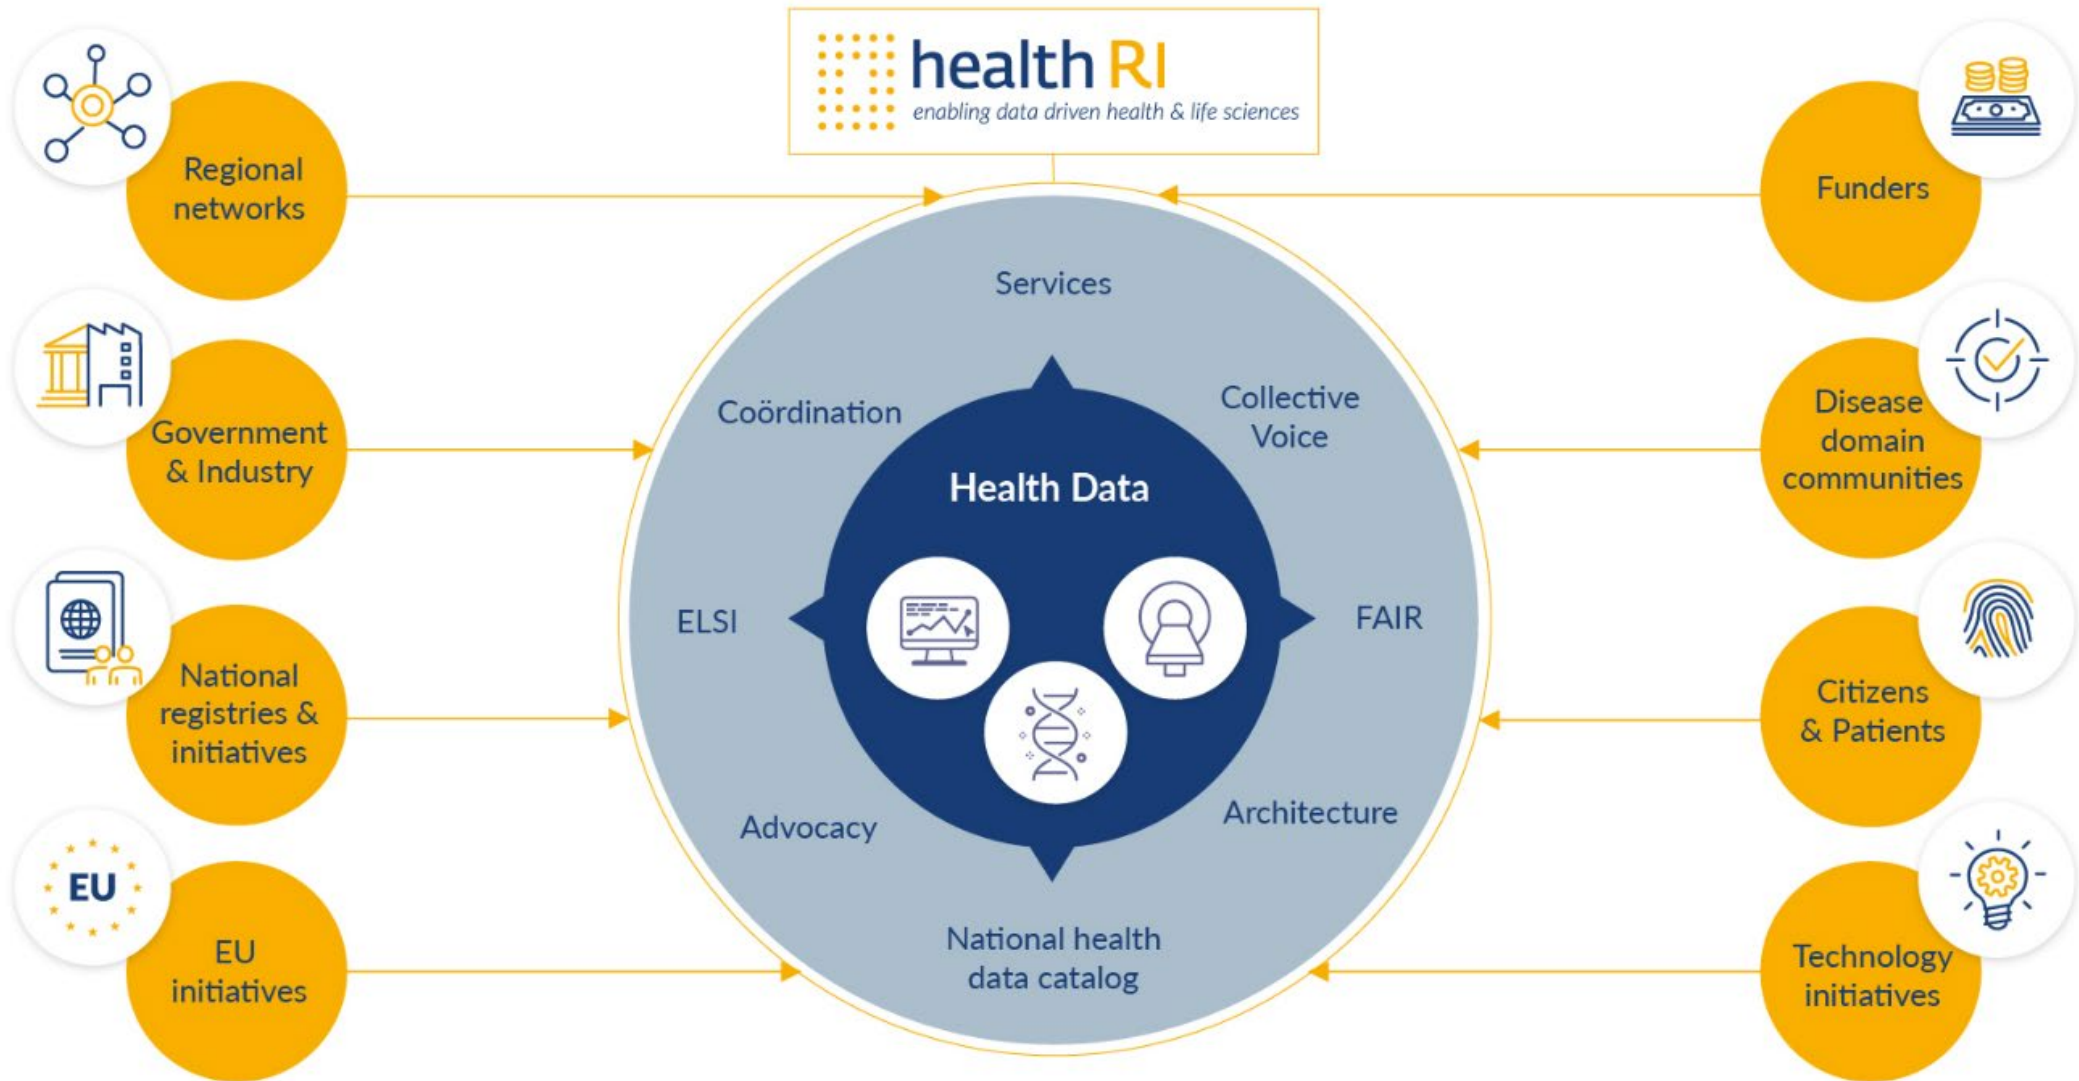 health RI
enabling data driven health & life sciences
Regional
networks
Government
& Industry
National
registries &
initiatives
EU
EU
initiatives
Services
Coördination
Collective
Voice
Health Data
ELSI
FAIR
Advocacy
Architecture
National health
data catalog
Funders
Disease
domain
communities
Citizens
& Patients
Technology
initiatives